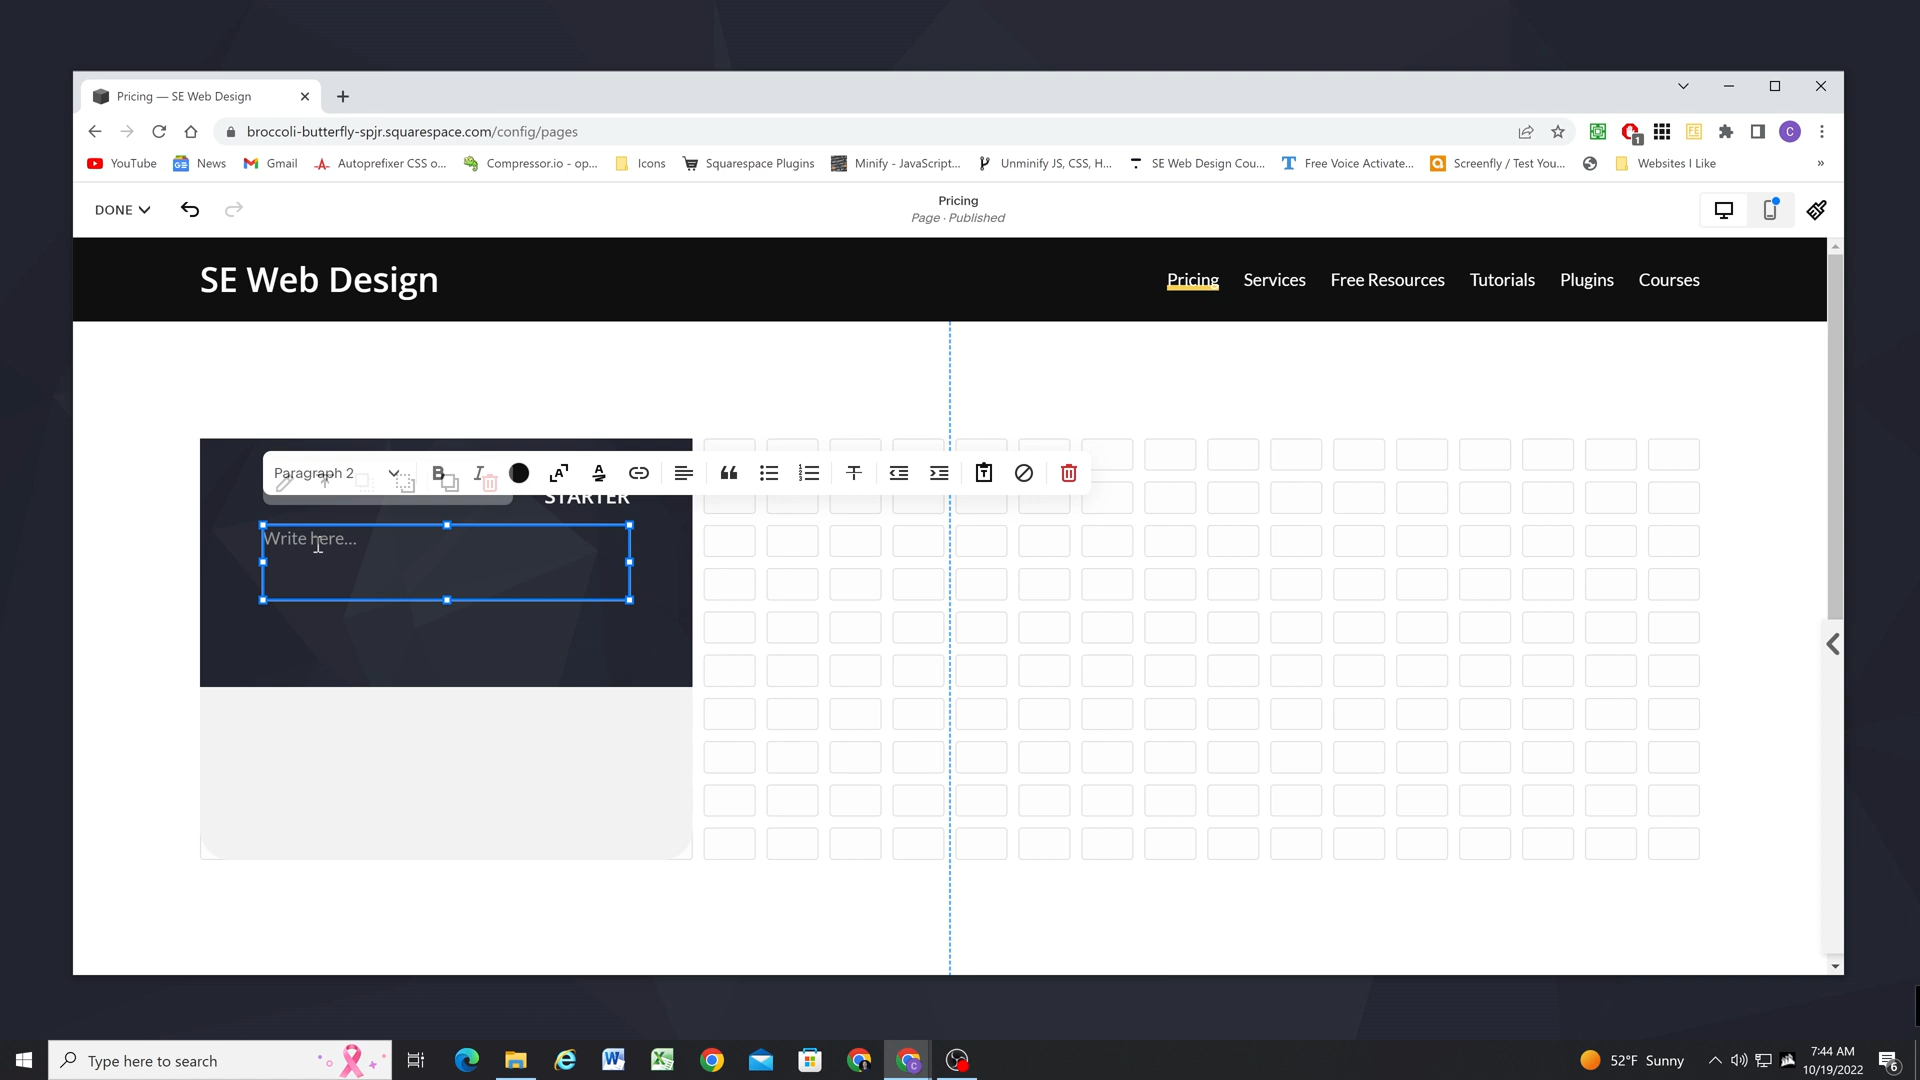 Pricing — SE Web Design
broccoli-butterfly-spjr.squarespace.com/config/pages
1
C
YouTube
News
Gmail
Autoprefixer CSS o...
Compressor.io - op...
Icons
Squarespace Plugins
Minify - JavaScript...
Unminify JS, CSS, H...
SE Web Design Cou...
Free Voice Activate...
Screenfly / Test You...
Websites I Like
»
DONE
Pricing
Page · Published
SE Web Design
Pricing
Services
Free Resources
Tutorials
Plugins
Courses
Paragraph 2
B
I
STARTER
Write here...
Type here to search
52°F Sunny
7:44 AM
10/19/2022
6